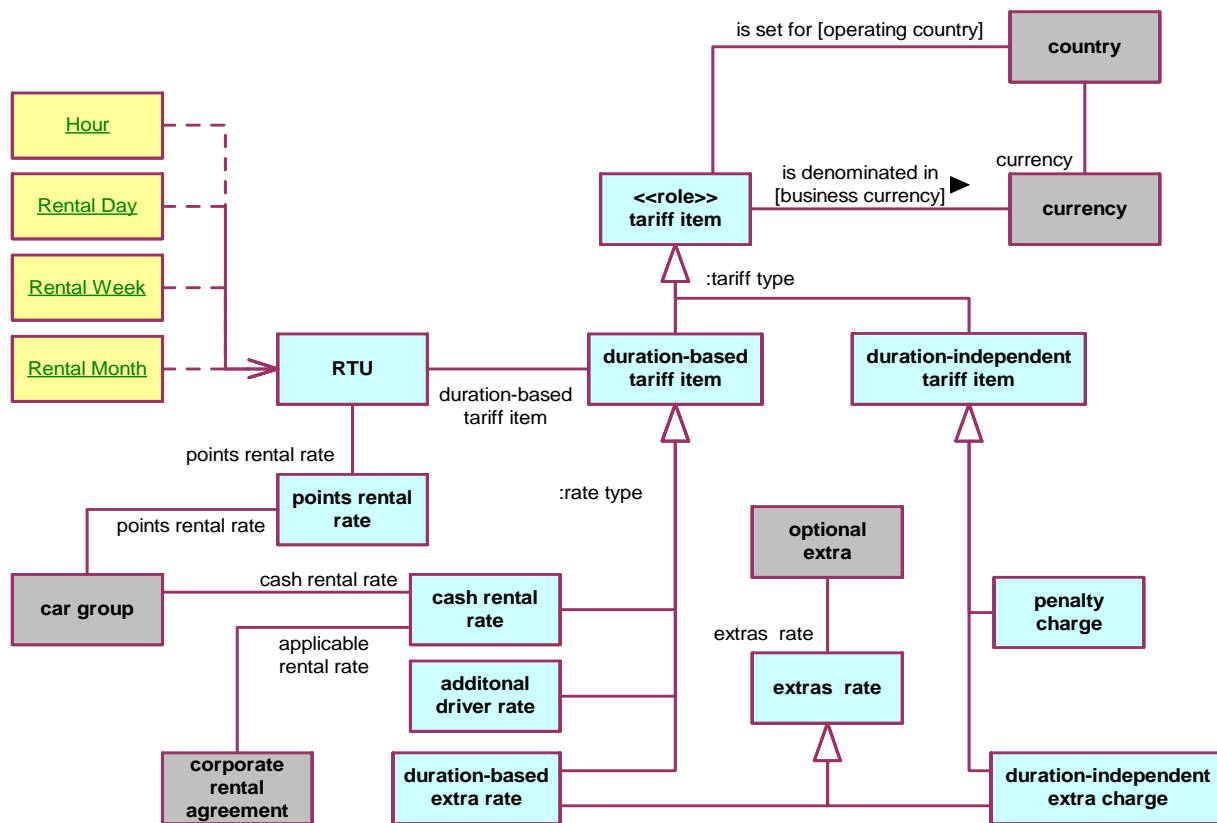 is set for [operating country]
country
Hour
currency
is denominated in
[business currency]
Rental Day
<<role>>
tariff item
currency
:tariff type
Rental Week
Rental Month
RTU
duration-based
tariff item
duration-based
tariff item
duration-independent
tariff item
points rental rate
points rental
rate
:rate type
points rental rate
optional
extra
car group
cash rental rate
cash rental
rate
penalty
charge
applicable
rental rate
extras rate
additonal
driver rate
extras rate
corporate
rental
agreement
duration-based
extra rate
duration-independent
extra charge